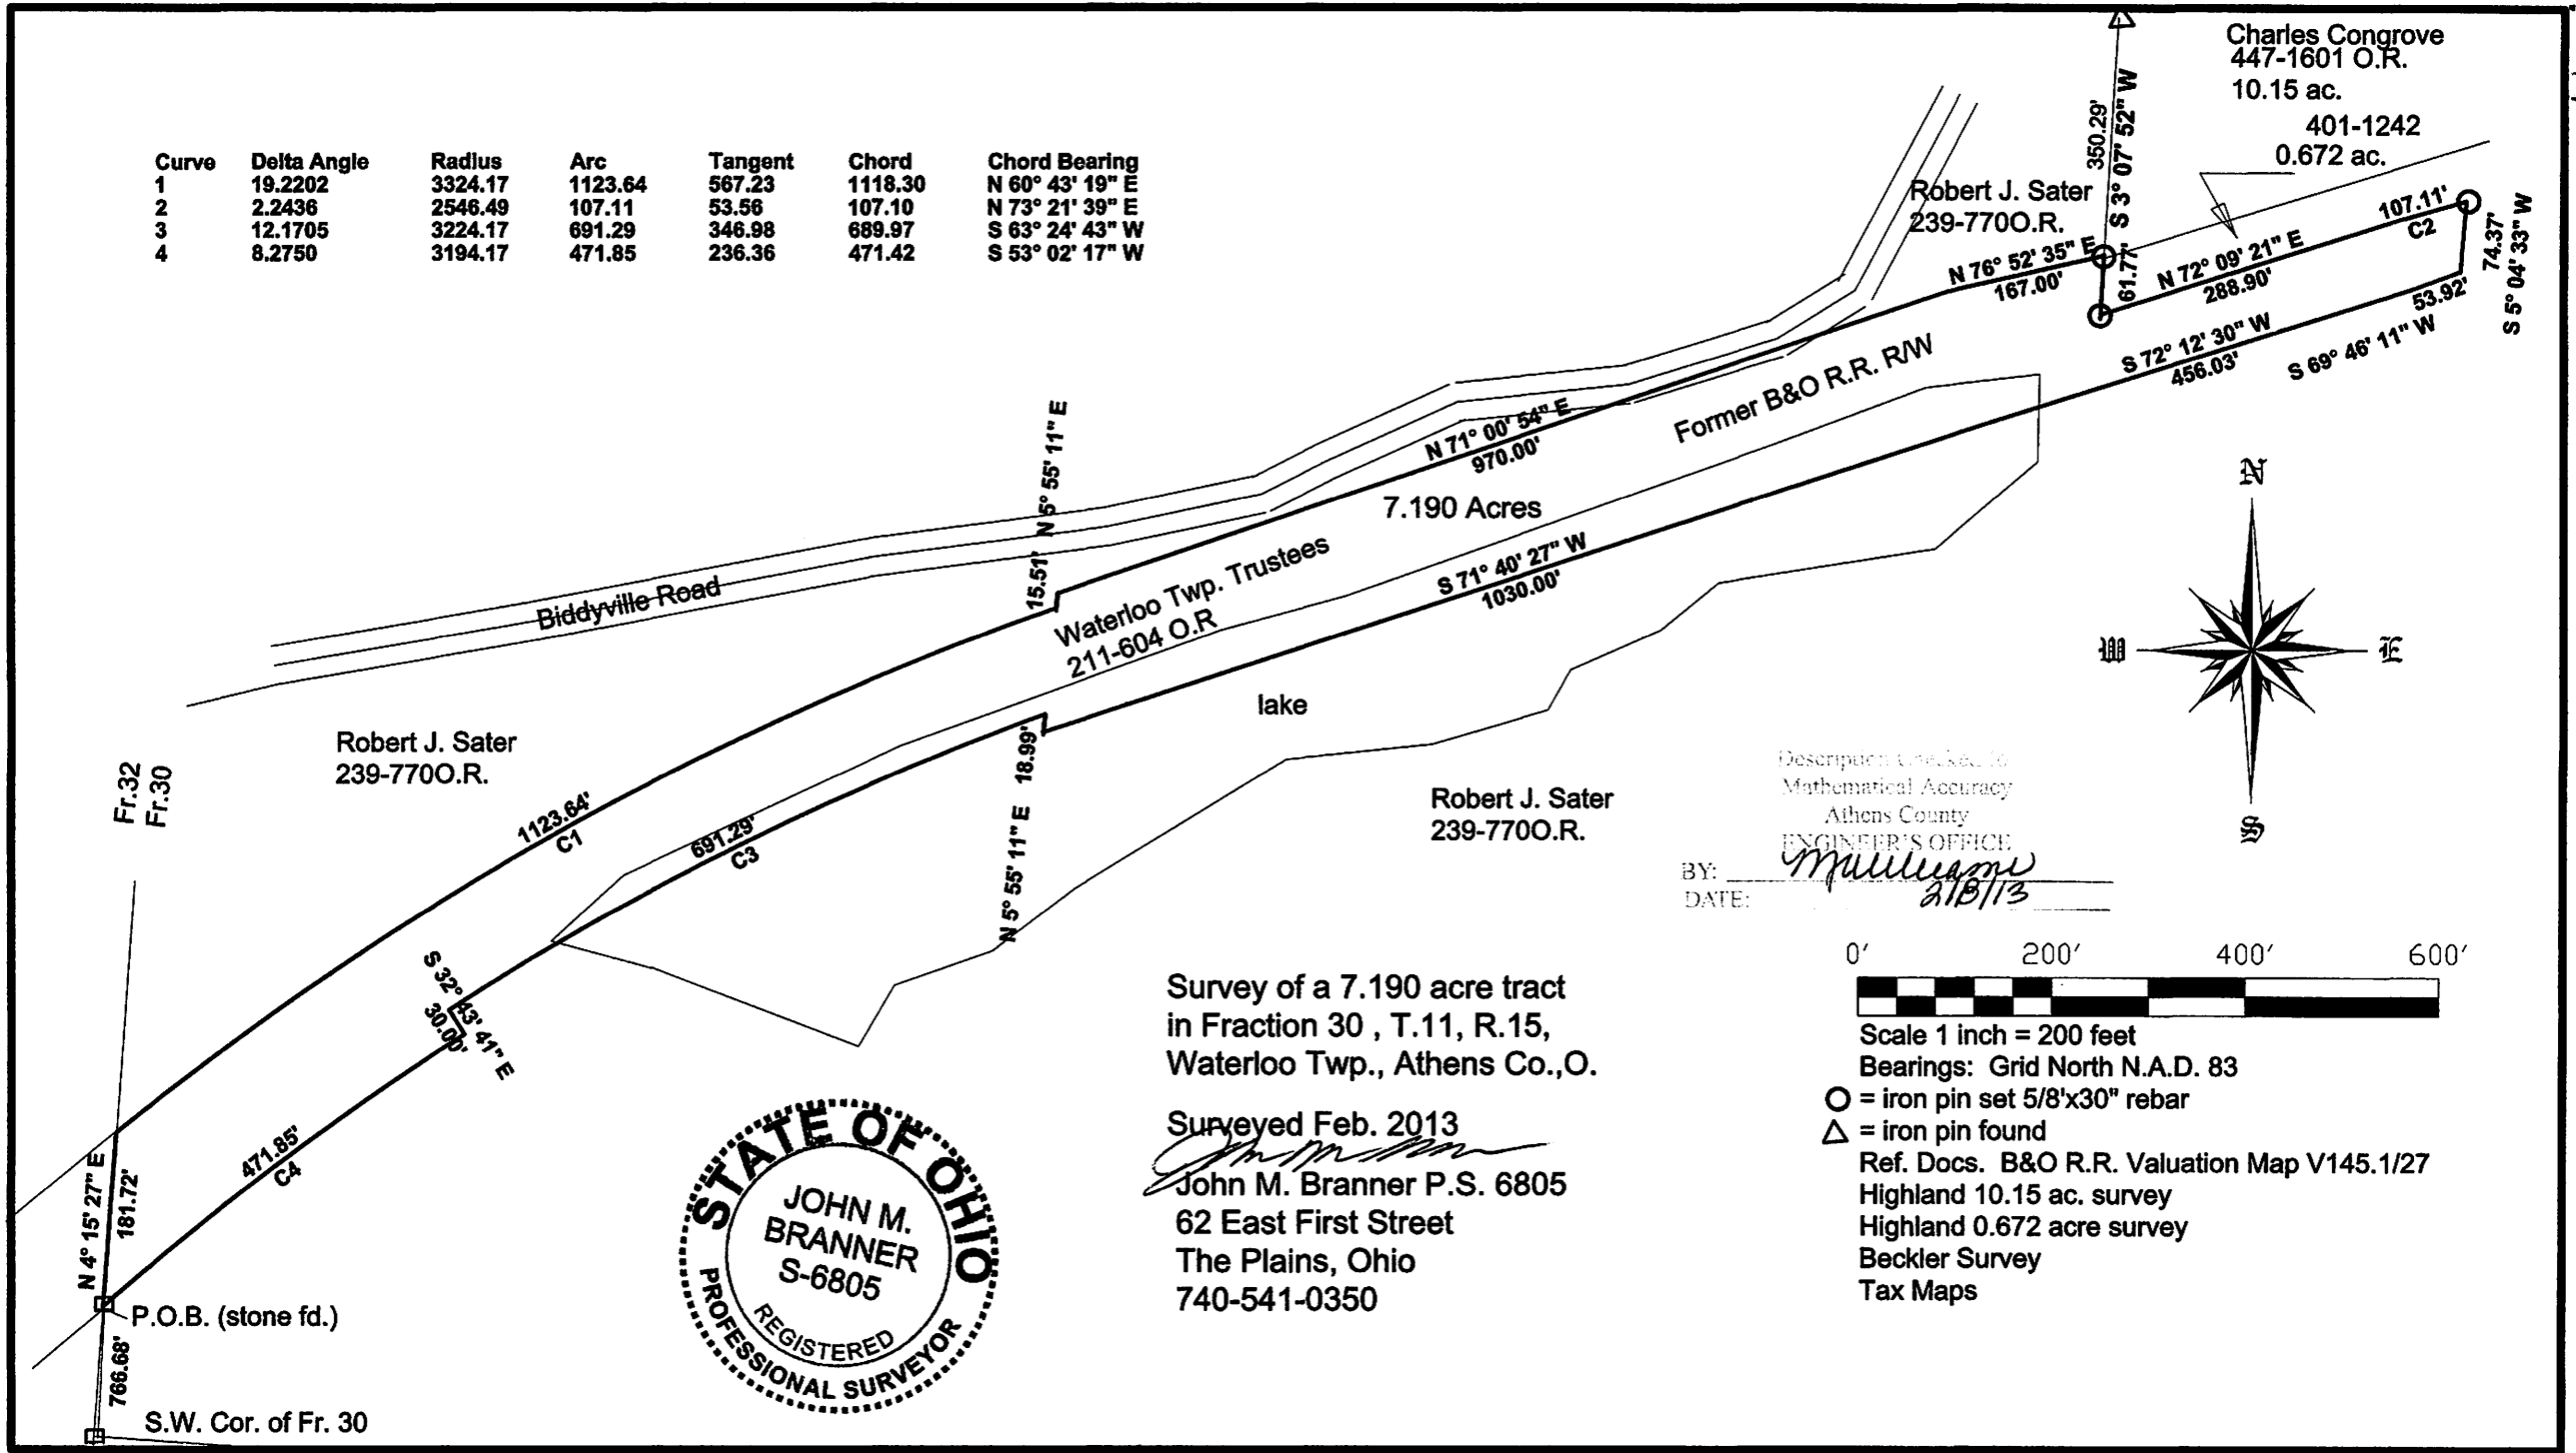 Charles Congrove
447-1601 O.R.
10.15 ac.
401-1242
0.672 ac.
Curve Delta Angle Radius Arc Tangent Chord Chord Bearing
1 19.2202 3324.17 1123.64 567.23 1118.30 N 60° 43' 19" E
2 2.2436 2546.49 107.11 53.56 107.10 N 73° 21' 39" E
3 12.1705 3224.17 691.29 346.98 689.97 S 63° 24' 43" W
4 8.2750 3194.17 471.85 236.36 471.42 S 53° 02' 17" W
350.29'
S 3° 07' 52" W
61.77'
Robert J. Sater
239-770O.R.
N 76° 52' 35" E
167.00'
N 72° 09' 21" E
288.90'
107.11'
C2
74.37'
S 5° 04' 33" W
53.92'
S 69° 46' 11" W
S 72° 12' 30" W
456.03'
Former B&O R.R. R/W
N 71° 00' 54" E
970.00'
7.190 Acres
15.51' N 5° 55' 11" E
Biddyville Road
Waterloo Twp. Trustees
211-604 O.R
S 71° 40' 27" W
1030.00'
lake
N 5° 55' 11" E 18.99'
Robert J. Sater
239-770O.R.
Fr.32
Fr.30
1123.64'
C1
691.29'
C3
Robert J. Sater
239-770O.R.
N
W
E
S
Description Checked
Mathematical Accuracy
Athens County
ENGINEER'S OFFICE
BY:
DATE: 2/8/13
S 32° 43' 41" E
30.00'
471.85'
C4
N 4° 15' 27" E
181.72'
P.O.B. (stone fd.)
766.68'
S.W. Cor. of Fr. 30
STATE OF OHIO
JOHN M.
BRANNER
S-6805
REGISTERED
PROFESSIONAL SURVEYOR
Survey of a 7.190 acre tract
in Fraction 30 , T.11, R.15,
Waterloo Twp., Athens Co.,O.
Surveyed Feb. 2013
John M. Branner P.S. 6805
62 East First Street
The Plains, Ohio
740-541-0350
0' 200' 400' 600'
Scale 1 inch = 200 feet
Bearings: Grid North N.A.D. 83
= iron pin set 5/8'x30" rebar
= iron pin found
Ref. Docs. B&O R.R. Valuation Map V145.1/27
Highland 10.15 ac. survey
Highland 0.672 acre survey
Beckler Survey
Tax Maps